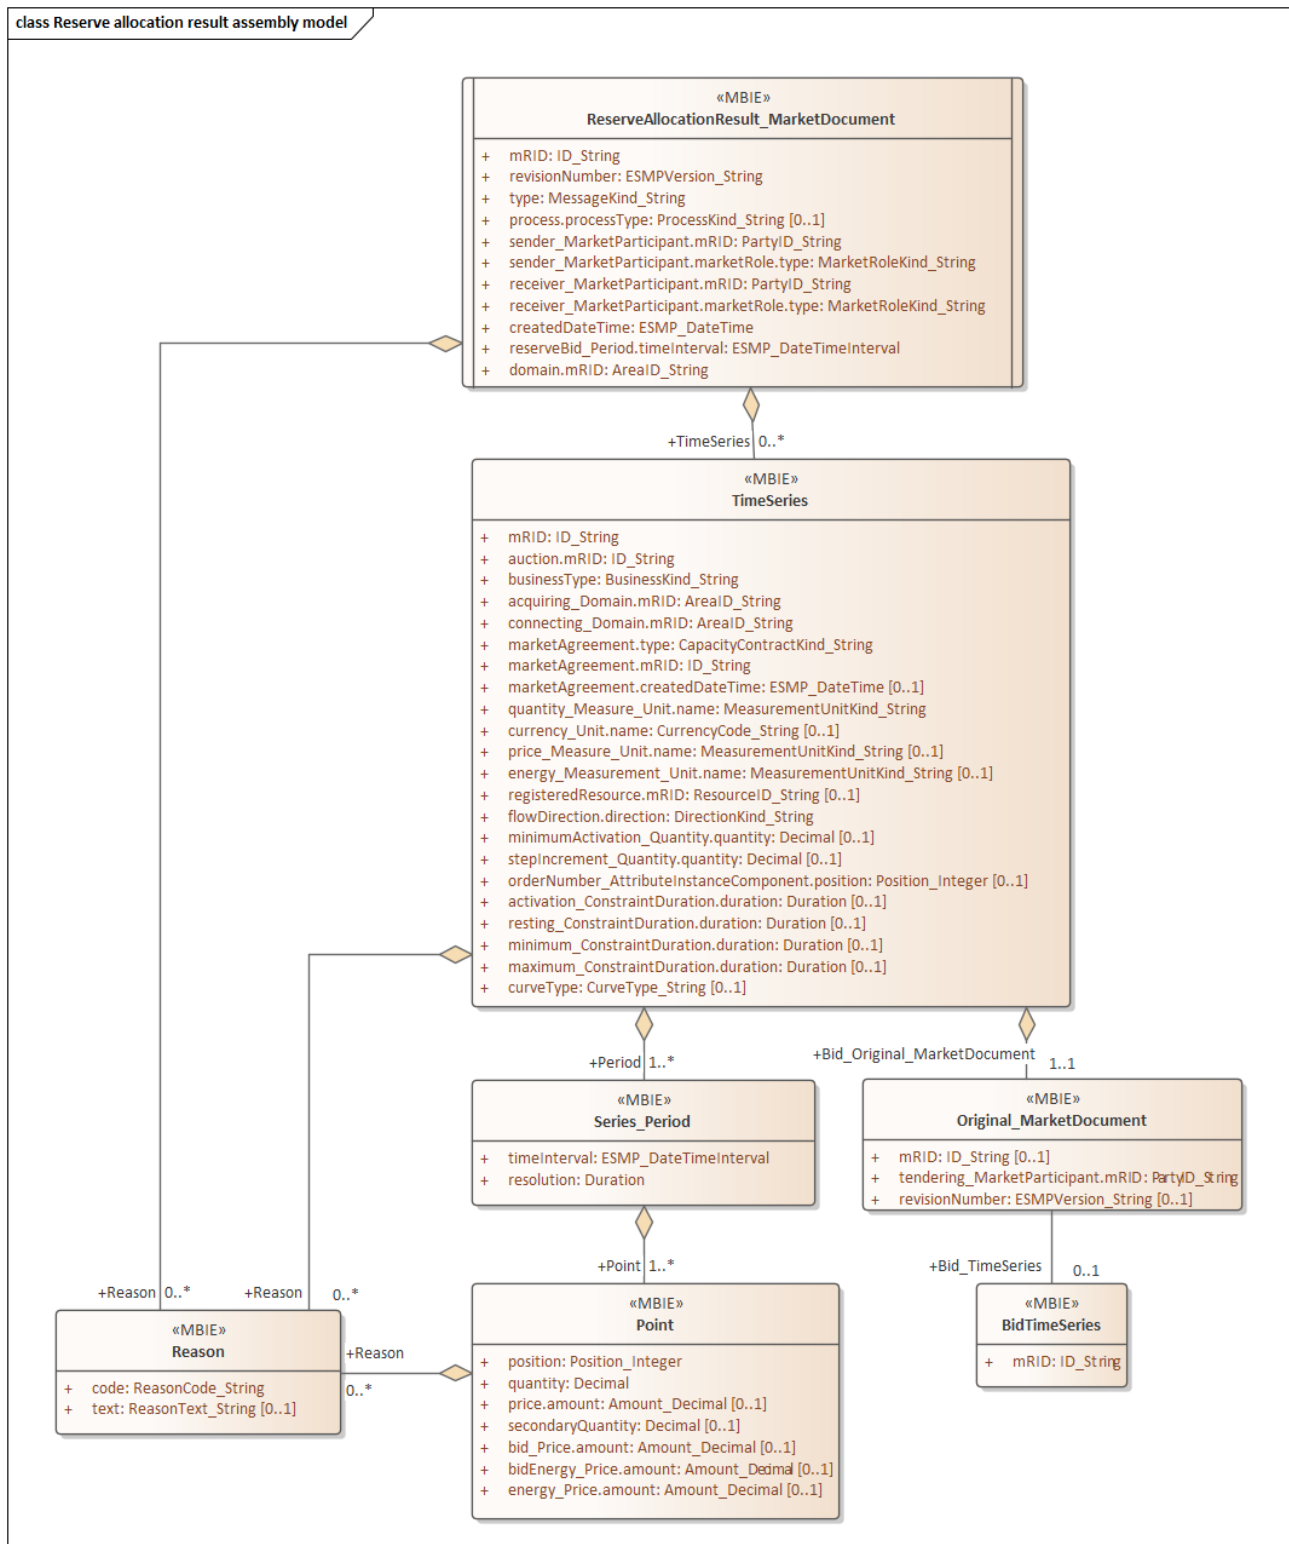 class Reserve allocation result assembly model
«MBIE»
ReserveAllocationResult_MarketDocument
+ mRID: ID_String
+ revisionNumber: ESMPVersion_String
+ type: MessageKind_String
+ process.processType: ProcessKind_String [0..1]
+ sender_MarketParticipant.mRID: PartyID_String
+ sender_MarketParticipant.marketRole.type: MarketRoleKind_String
+ receiver_MarketParticipant.mRID: PartyID_String
+ receiver_MarketParticipant.marketRole.type: MarketRoleKind_String
+ createdDateTime: ESMP_DateTime
+ reserveBid_Period.timeInterval: ESMP_DateTimeInterval
+ domain.mRID: AreaID_String
+TimeSeries 0..*
«MBIE»
TimeSeries
+ mRID: ID_String
+ auction.mRID: ID_String
+ businessType: BusinessKind_String
+ acquiring_Domain.mRID: AreaID_String
+ connecting_Domain.mRID: AreaID_String
+ marketAgreement.type: CapacityContractKind_String
+ marketAgreement.mRID: ID_String
+ marketAgreement.createdDateTime: ESMP_DateTime [0..1]
+ quantity_Measure_Unit.name: MeasurementUnitKind_String
+ currency_Unit.name: CurrencyCode_String [0..1]
+ price_Measure_Unit.name: MeasurementUnitKind_String [0..1]
+ energy_Measurement_Unit.name: MeasurementUnitKind_String [0..1]
+ registeredResource.mRID: ResourceID_String [0..1]
+ flowDirection.direction: DirectionKind_String
+ minimumActivation_Quantity.quantity: Decimal [0..1]
+ stepIncrement_Quantity.quantity: Decimal [0..1]
+ orderNumber_AttributeInstanceComponent.position: Position_Integer [0..1]
+ activation_ConstraintDuration.duration: Duration [0..1]
+ resting_ConstraintDuration.duration: Duration [0..1]
+ minimum_ConstraintDuration.duration: Duration [0..1]
+ maximum_ConstraintDuration.duration: Duration [0..1]
+ curveType: CurveType_String [0..1]
+Period 1..*
+Bid_Original_MarketDocument 1..1
«MBIE»
Series_Period
+ timeInterval: ESMP_DateTimeInterval
+ resolution: Duration
«MBIE»
Original_MarketDocument
+ mRID: ID_String [0..1]
+ tendering_MarketParticipant.mRID: PartyID_String
+ revisionNumber: ESMPVersion_String [0..1]
+Point 1..*
+Bid_TimeSeries 0..1
+Reason 0..*
+Reason 0..*
«MBIE»
Reason
+ code: ReasonCode_String
+ text: ReasonText_String [0..1]
+Reason
0..*
«MBIE»
Point
+ position: Position_Integer
+ quantity: Decimal
+ price.amount: Amount_Decimal [0..1]
+ secondaryQuantity: Decimal [0..1]
+ bid_Price.amount: Amount_Decimal [0..1]
+ bidEnergy_Price.amount: Amount_Decimal [0..1]
+ energy_Price.amount: Amount_Decimal [0..1]
«MBIE»
BidTimeSeries
+ mRID: ID_String